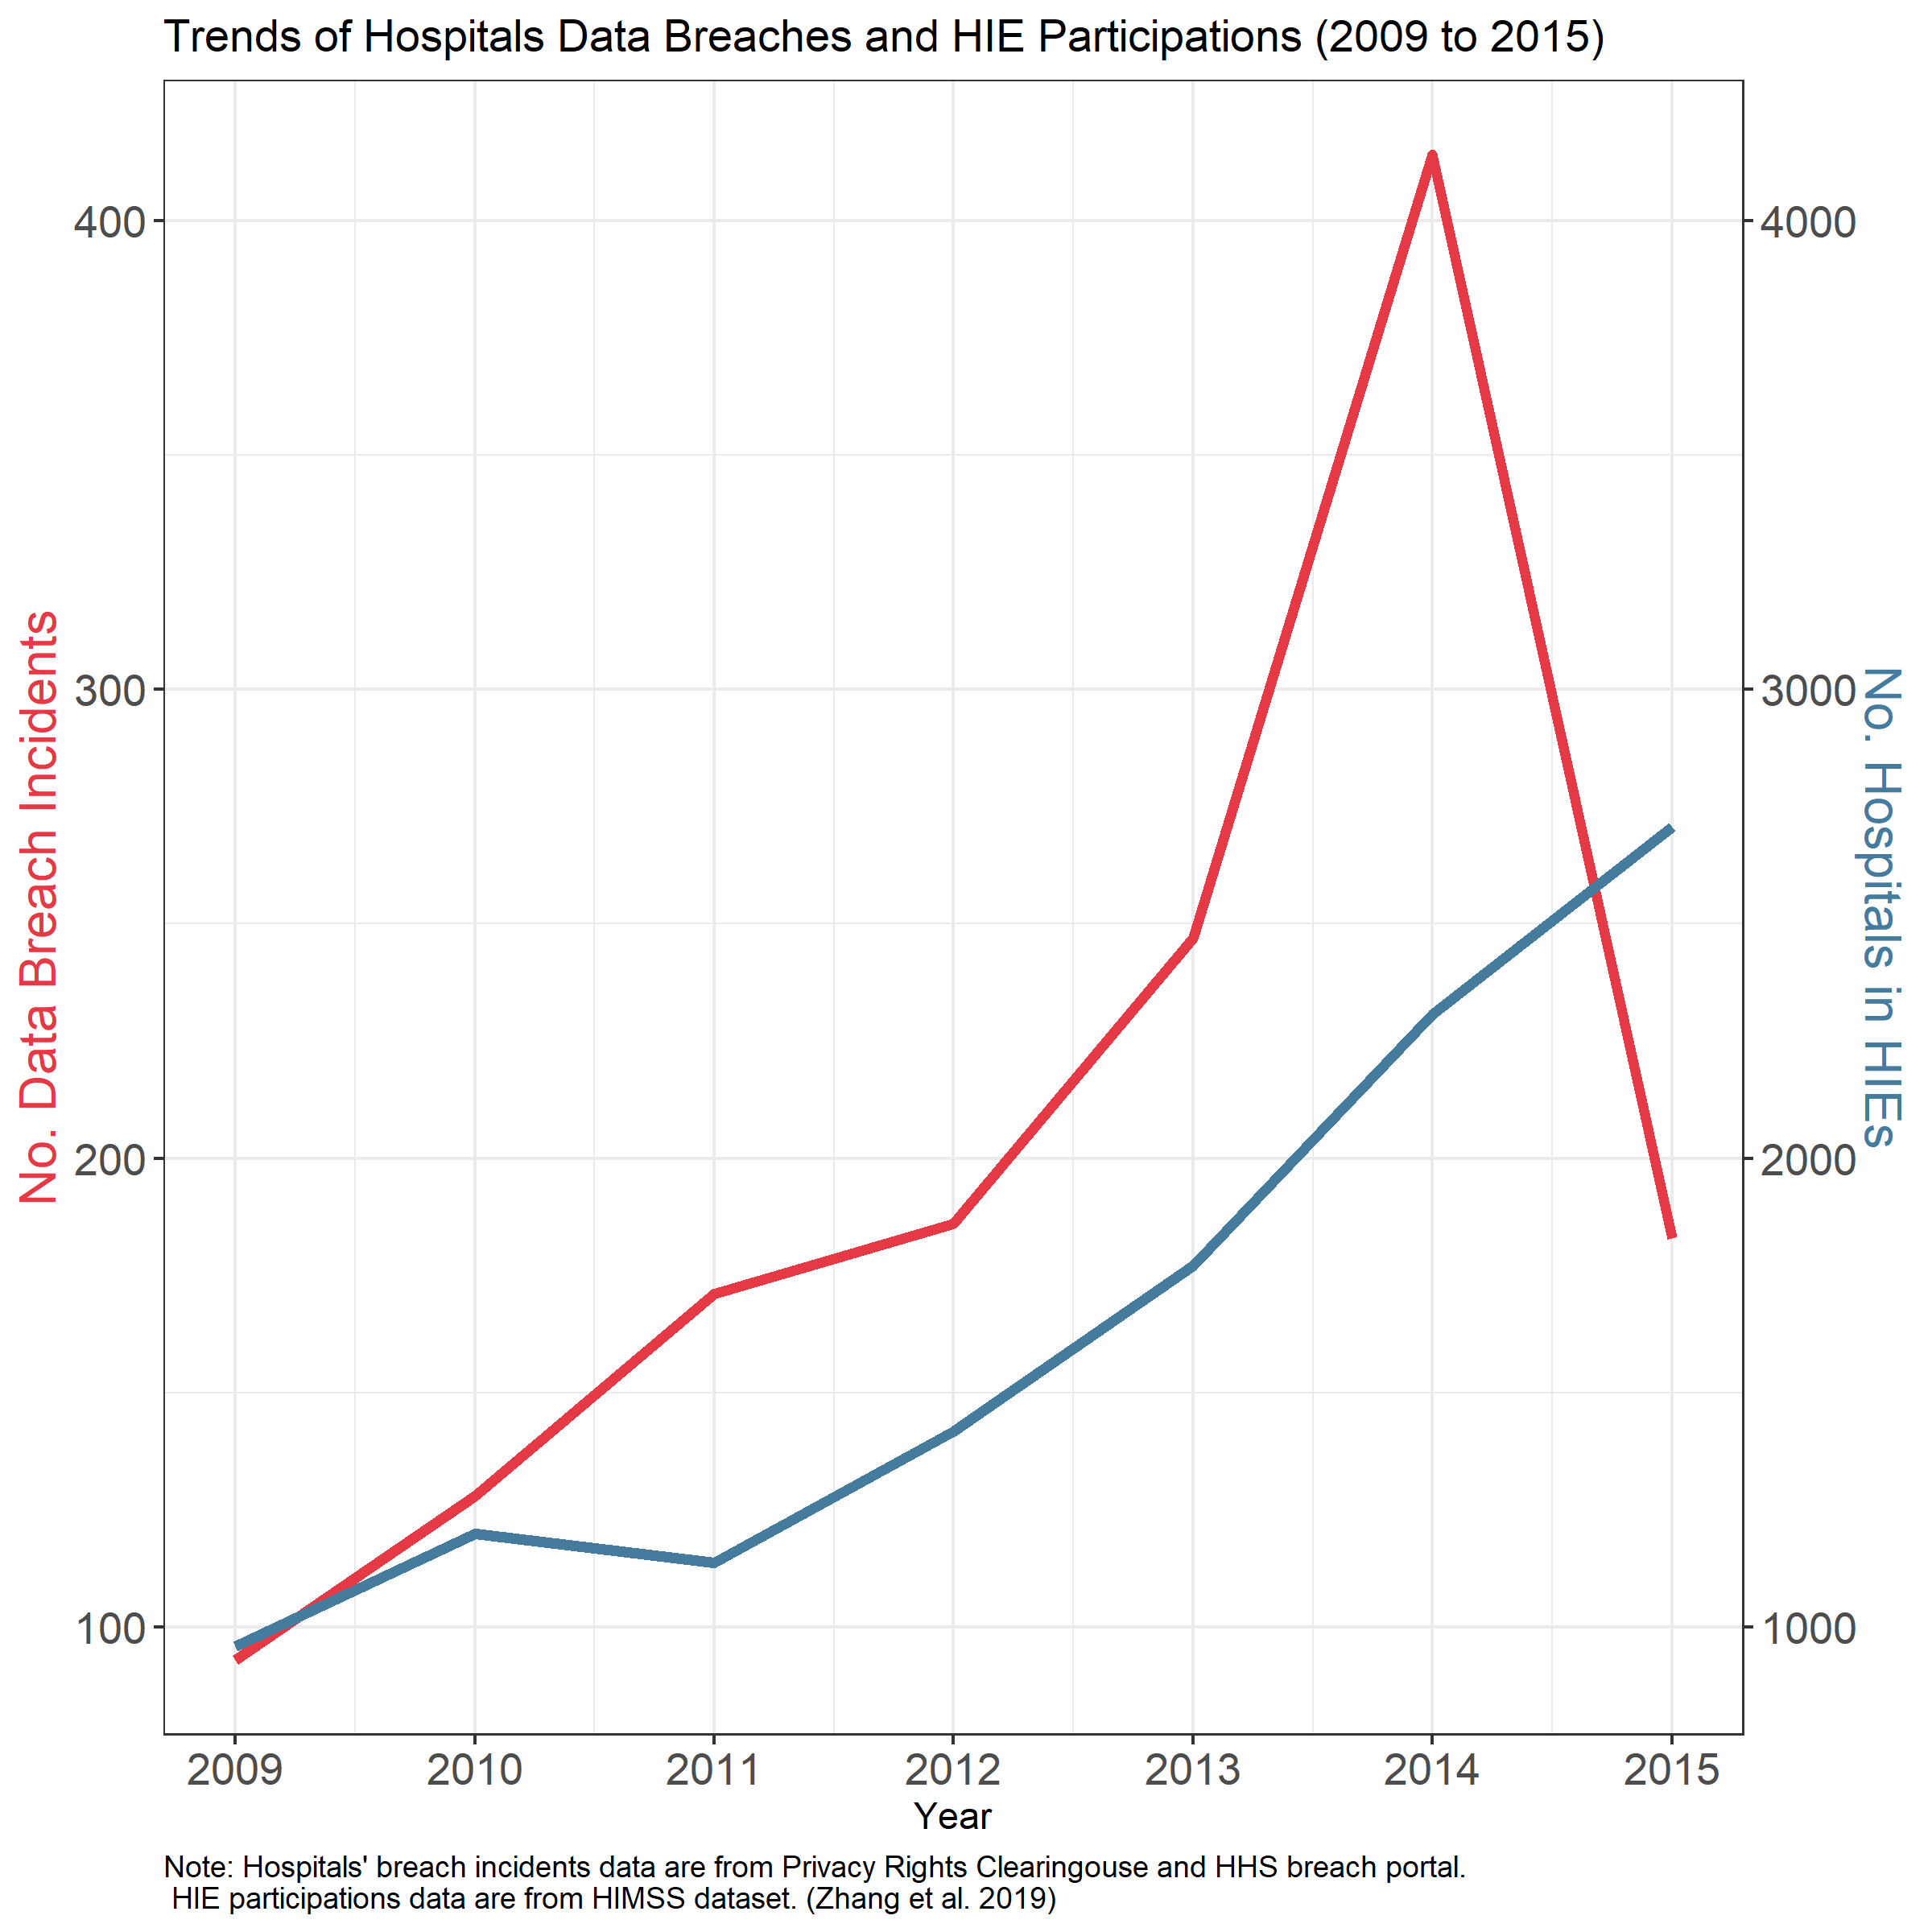 Trends of Hospitals Data Breaches and HIE Participations (2009 to 2015)
No. Data Breach Incidents
400
300
200
100
4000
3000
2000
1000
No. Hospitals in HIEs
2009 2010 2011 2012 2013 2014 2015
Year
Note: Hospitals' breach incidents data are from Privacy Rights Clearingouse and HHS breach portal.
HIE participations data are from HIMSS dataset. (Zhang et al. 2019)